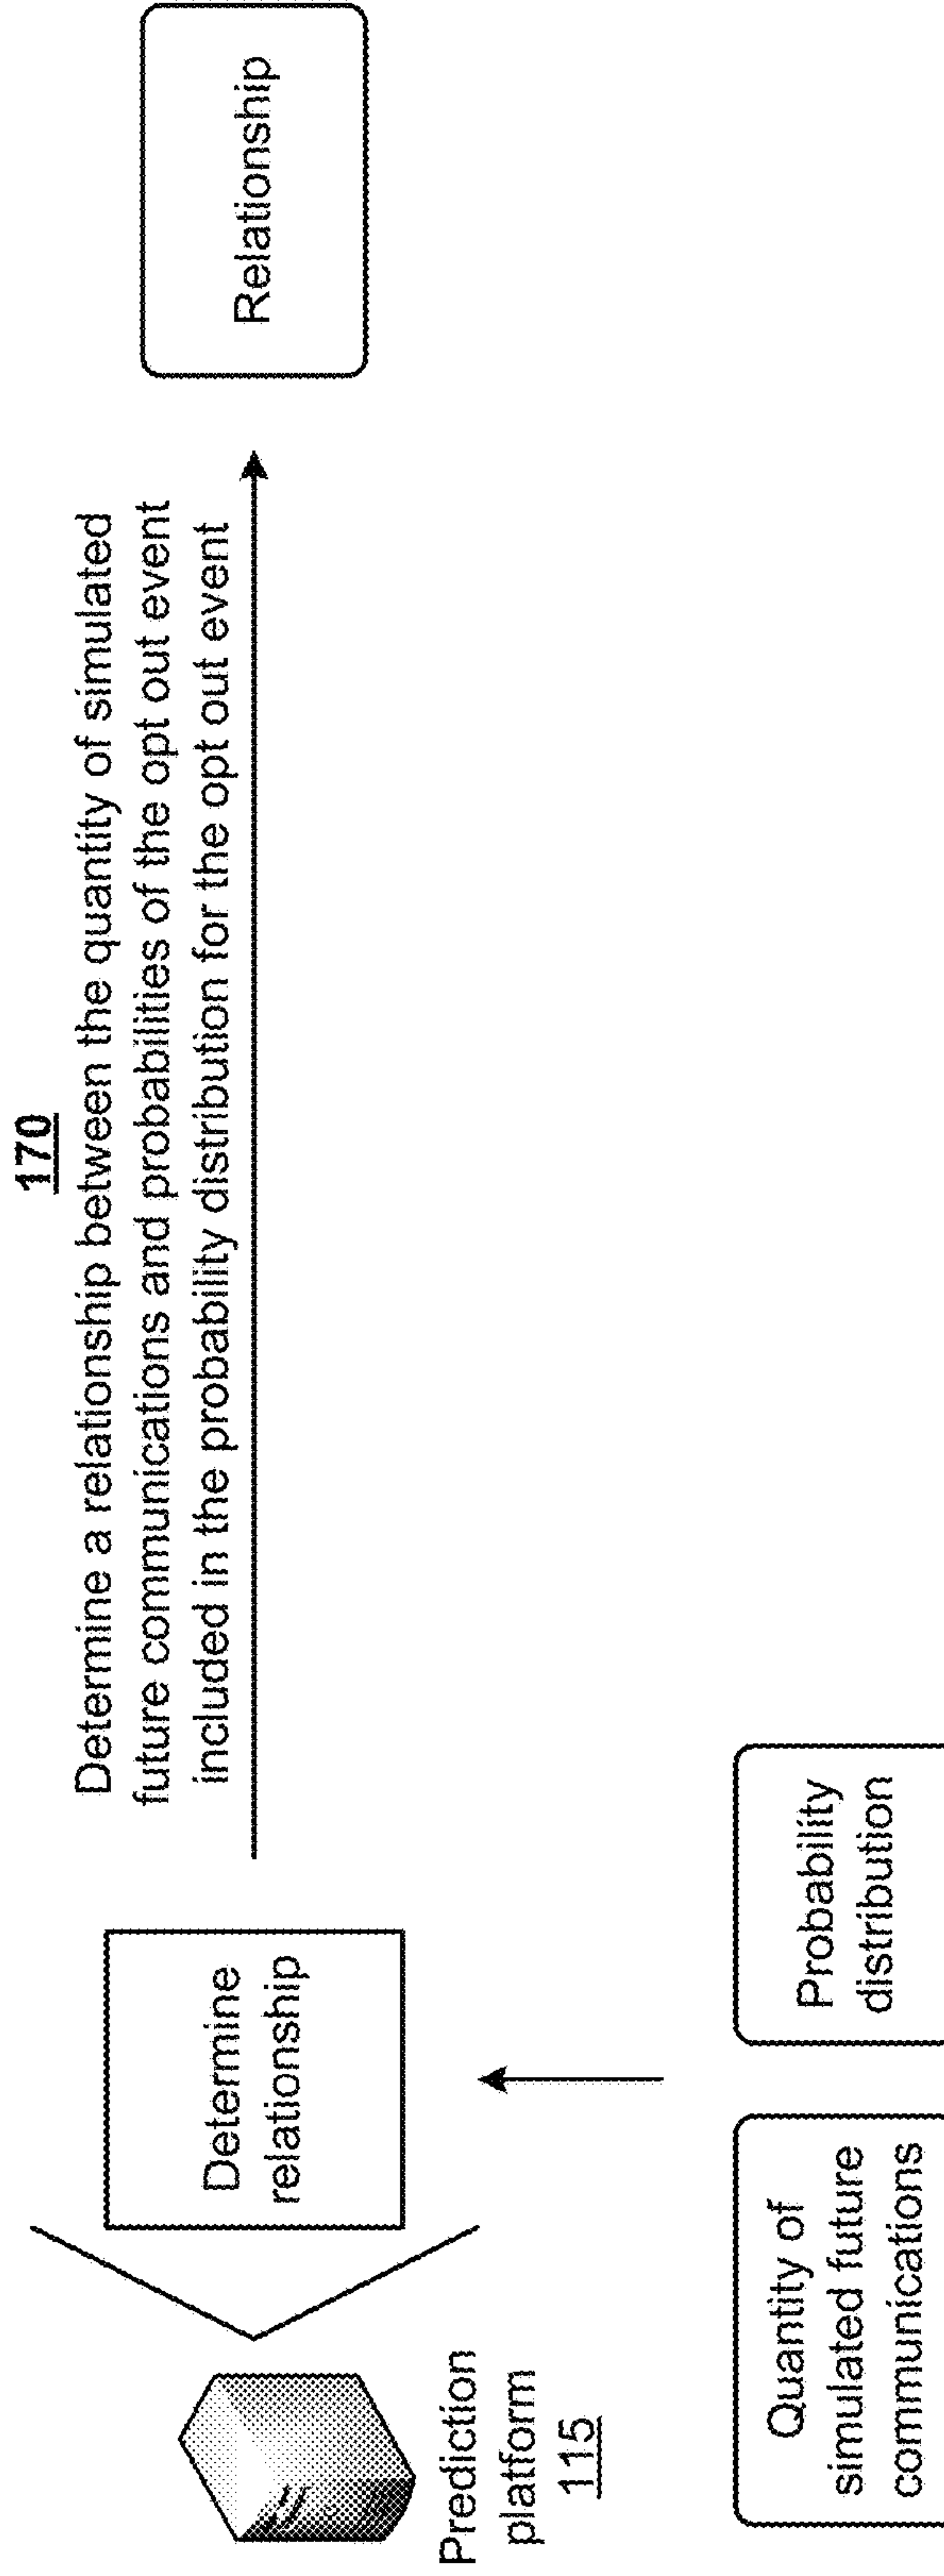 170
Determine a relationship between the quantity of simulated
future communications and probabilities of the opt out event
included in the probability distribution for the opt out event
Relationship
Determine
relationship
Prediction
platform
115
Quantity of
simulated future
communications
Probability
distribution